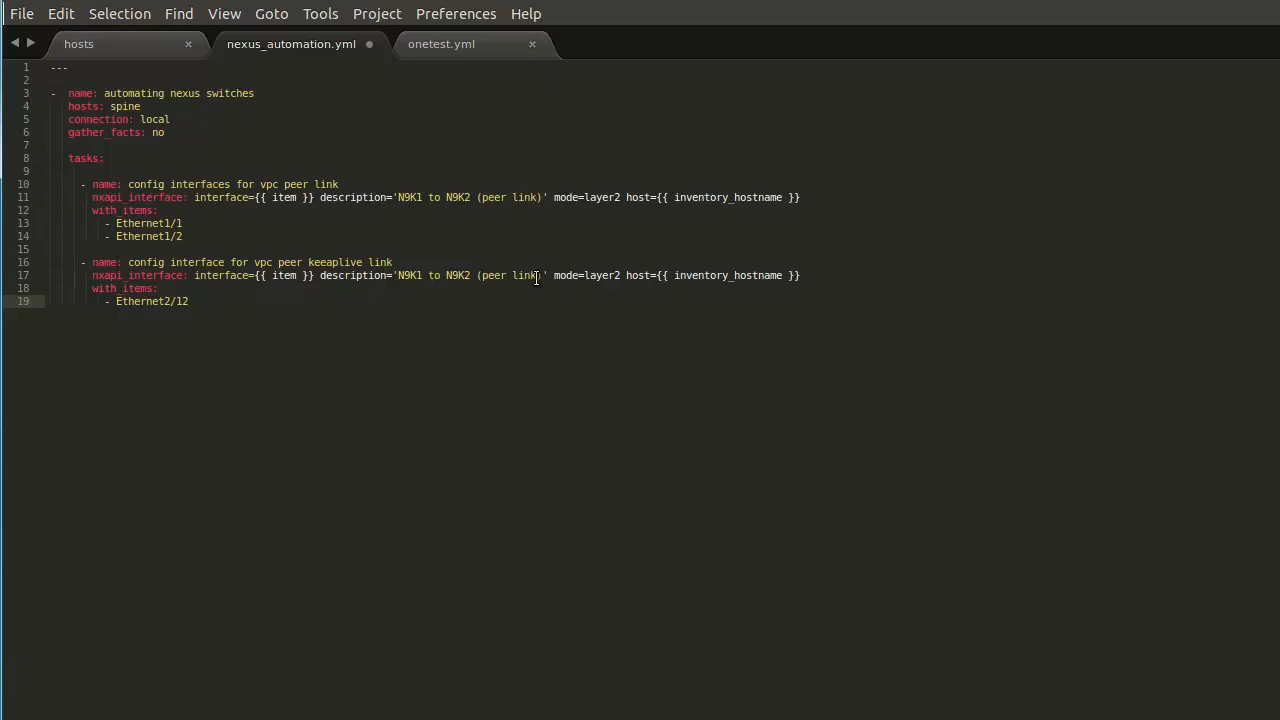 File Edit Selection Find View Goto Tools Project Preferences Help
hosts × nexus_automation.yml onetest.yml ×
1 ---
2
3 - name: automating nexus switches
4 hosts: spine
5 connection: local
6 gather_facts: no
7
8 tasks:
9
10 - name: config interfaces for vpc peer link
11 nxapi_interface: interface={{ item }} description='N9K1 to N9K2 (peer link)' mode=layer2 host={{ inventory_hostname }}
12 with_items:
13 - Ethernet1/1
14 - Ethernet1/2
15
16 - name: config interface for vpc peer keeaplive link
17 nxapi_interface: interface={{ item }} description='N9K1 to N9K2 (peer link)' mode=layer2 host={{ inventory_hostname }}
18 with_items:
19 - Ethernet2/12